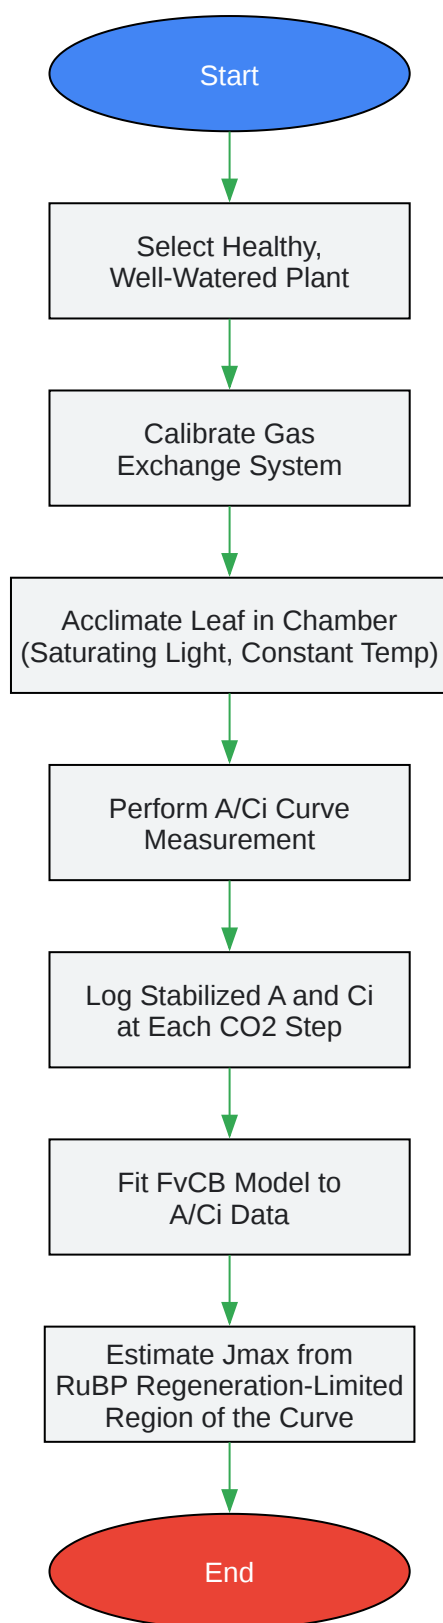 Start
Select Healthy,
Well-Watered Plant
Calibrate Gas
Exchange System
Acclimate Leaf in Chamber
(Saturating Light, Constant Temp)
Perform A/Ci Curve
Measurement
Log Stabilized A and Ci
at Each CO2 Step
Fit FvCB Model to
A/Ci Data
Estimate Jmax from
RuBP Regeneration-Limited
Region of the Curve
End